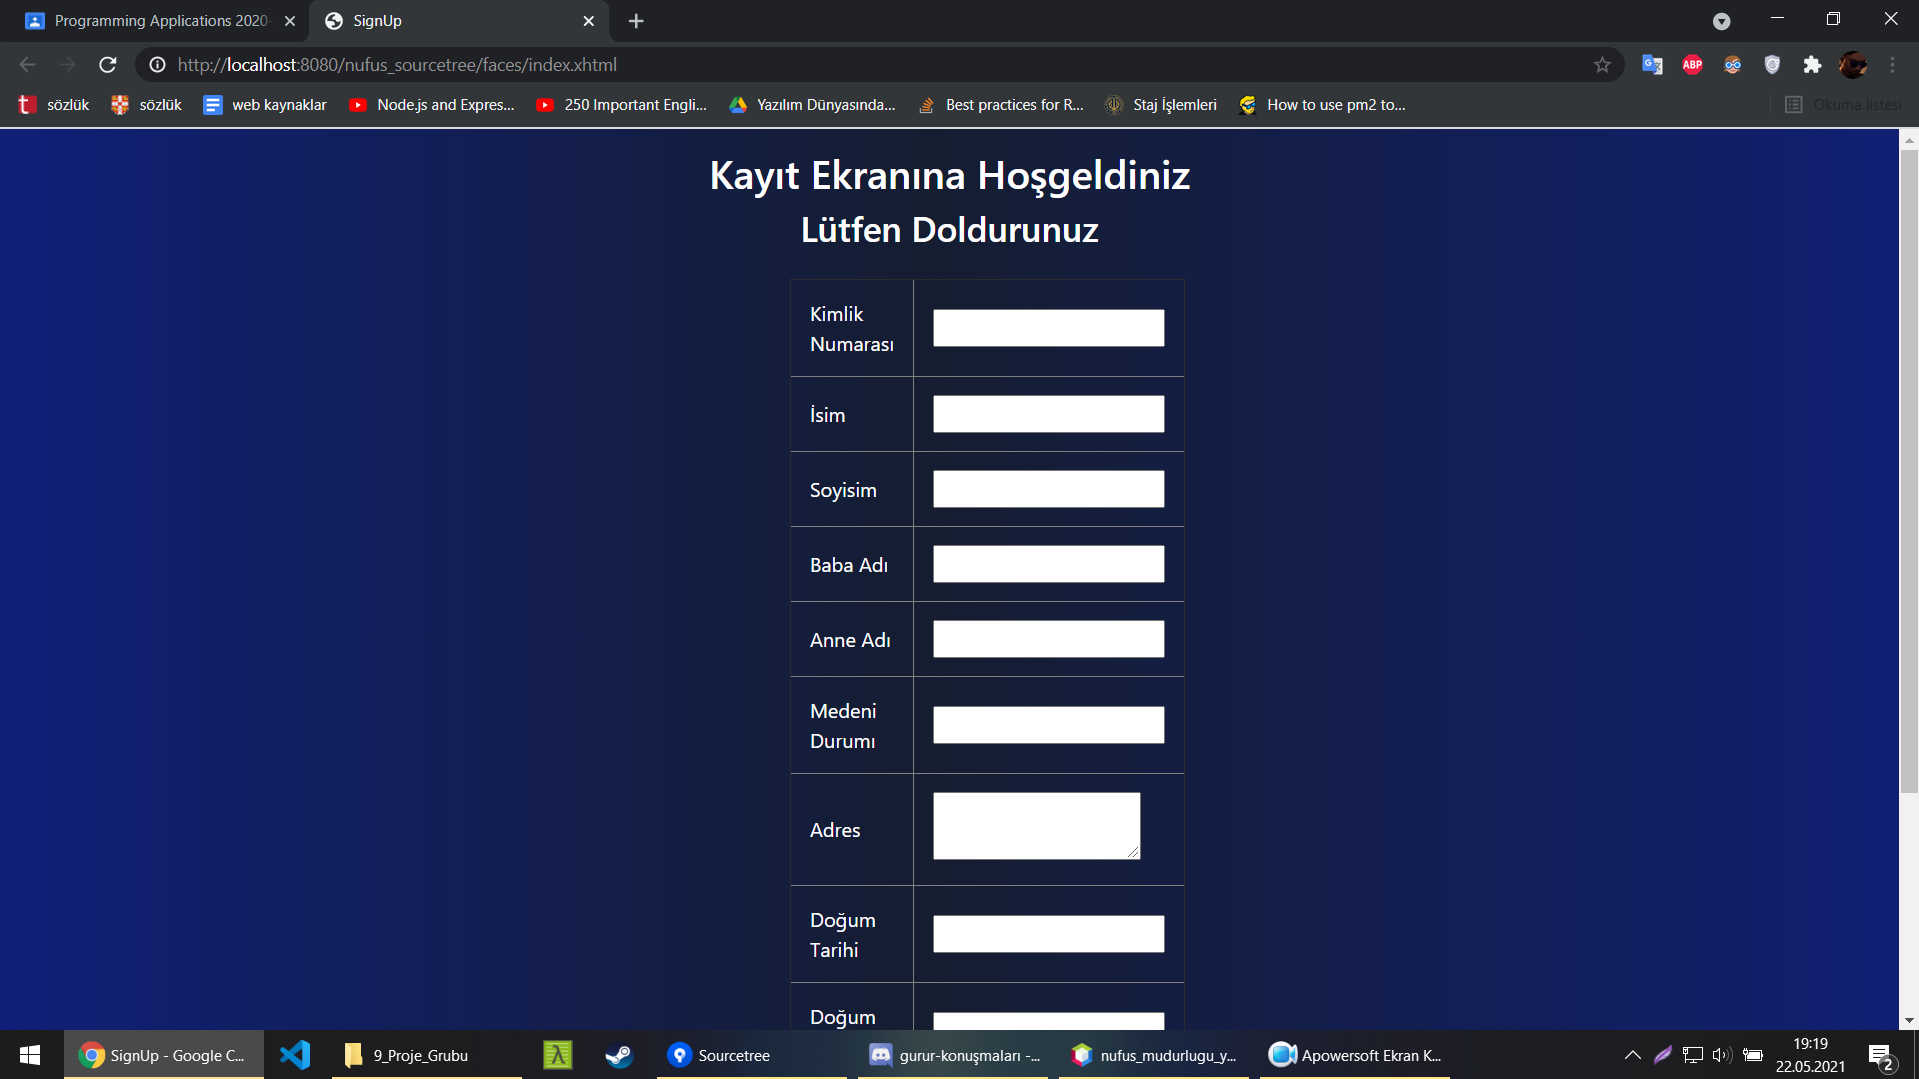 Programming Applications 2020-
SignUp
http://localhost:8080/nufus_sourcetree/faces/index.xhtml
ABP
t sözlük
sözlük
web kaynaklar
Node.js and Expres...
250 Important Engli...
Yazılım Dünyasında...
Best practices for R...
Staj İşlemleri
How to use pm2 to...
Okuma listesi
Kayıt Ekranına Hoşgeldiniz
Lütfen Doldurunuz
Kimlik
Numarası
İsim
Soyisim
Baba Adı
Anne Adı
Medeni
Durumı
Adres
Doğum
Tarihi
Doğum
SignUp - Google C...
9_Proje_Grubu
λ
Sourcetree
gurur-konuşmaları -...
nufus_mudurlugu_y...
Apowersoft Ekran K...
19:19
22.05.2021
2